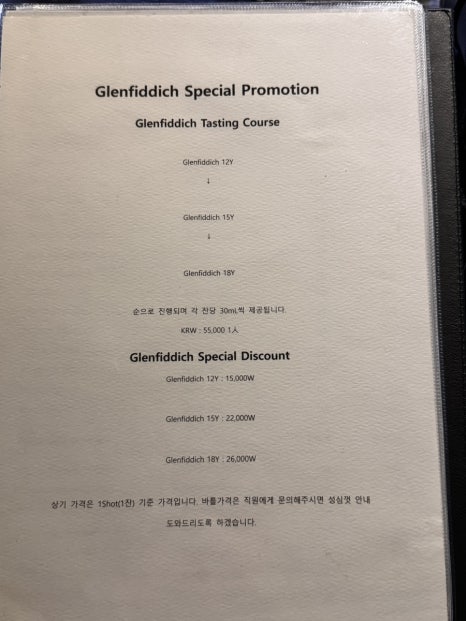 Glenfiddich Special Promotion
Glenfiddich Tasting Course
Glenfiddich 12Y
↓
Glenfiddich 15Y
↓
Glenfiddich 18Y
순으로 진행되며 각 잔당 30mL씩 제공됩니다.
KRW : 55,000 1人
Glenfiddich Special Discount
Glenfiddich 12Y : 15,000W
Glenfiddich 15Y : 22,000W
Glenfiddich 18Y : 26,000W
상기 가격은 1Shot(1잔) 기준 가격입니다. 바틀가격은 직원에게 문의해주시면 성심껏 안내
도와드리도록 하겠습니다.